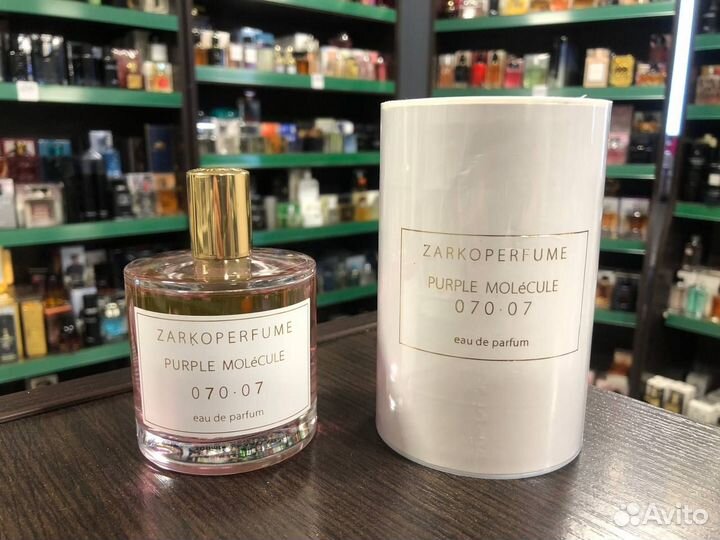 ZARKOPERFUME
PURPLE MOLéCULE
070·07
eau de parfum
ZARKOPERFUME
PURPLE MOLéCULE
070·07
eau de parfum
Avito